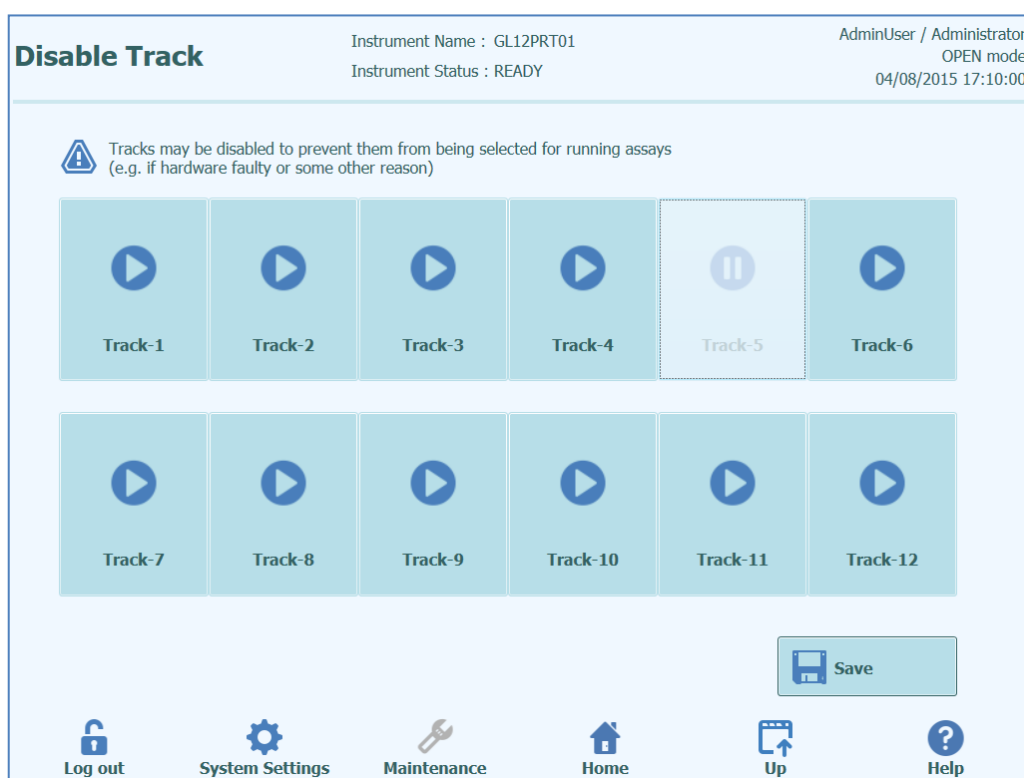 Disable Track
Instrument Name : GL12PRT01
Instrument Status : READY
AdminUser / Administrator
OPEN mode
04/08/2015 17:10:00
Tracks may be disabled to prevent them from being selected for running assays
(e.g. if hardware faulty or some other reason)
Track-1 Track-2 Track-3 Track-4 Track-5 Track-6
Track-7 Track-8 Track-9 Track-10 Track-11 Track-12
Save
Log out System Settings Maintenance Home Up Help